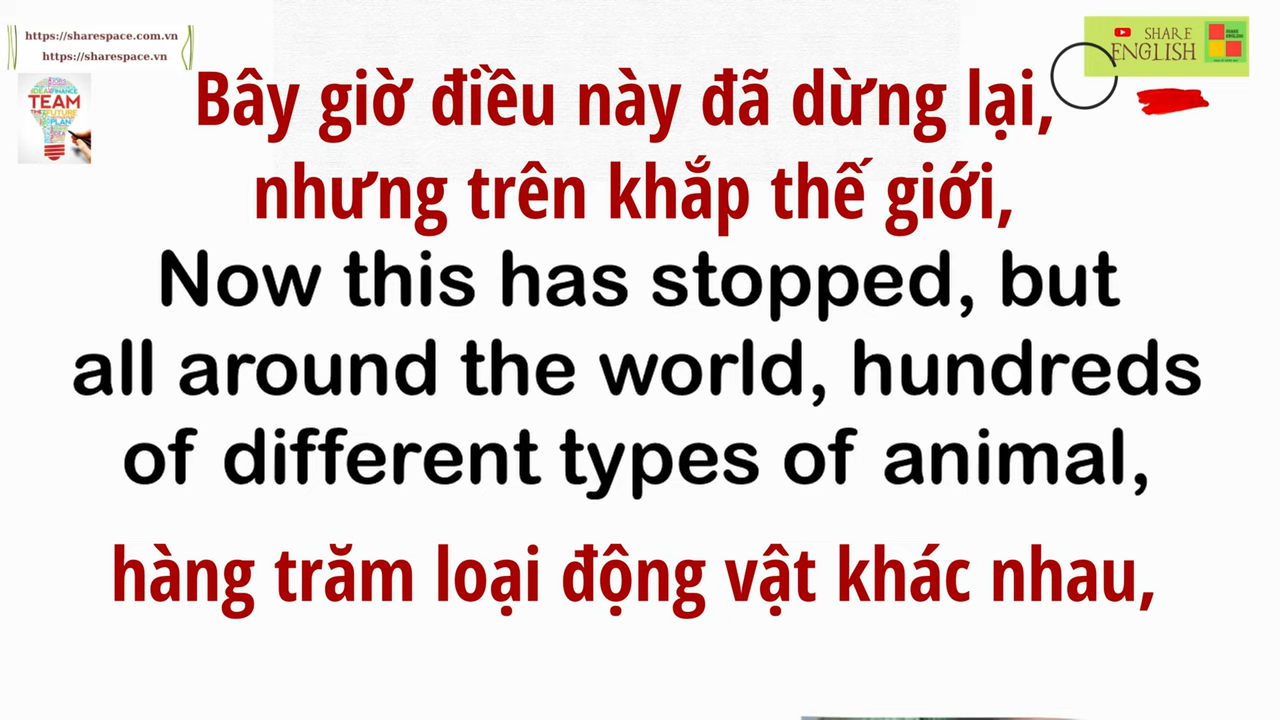 https://sharespace.com.vn
https://sharespace.vn
SHARE
ENGLISH
TEAM
FUTURE
PLAN
Bây giờ điều này đã dừng lại,
nhưng trên khắp thế giới,
Now this has stopped, but
all around the world, hundreds
of different types of animal,
hàng trăm loại động vật khác nhau,